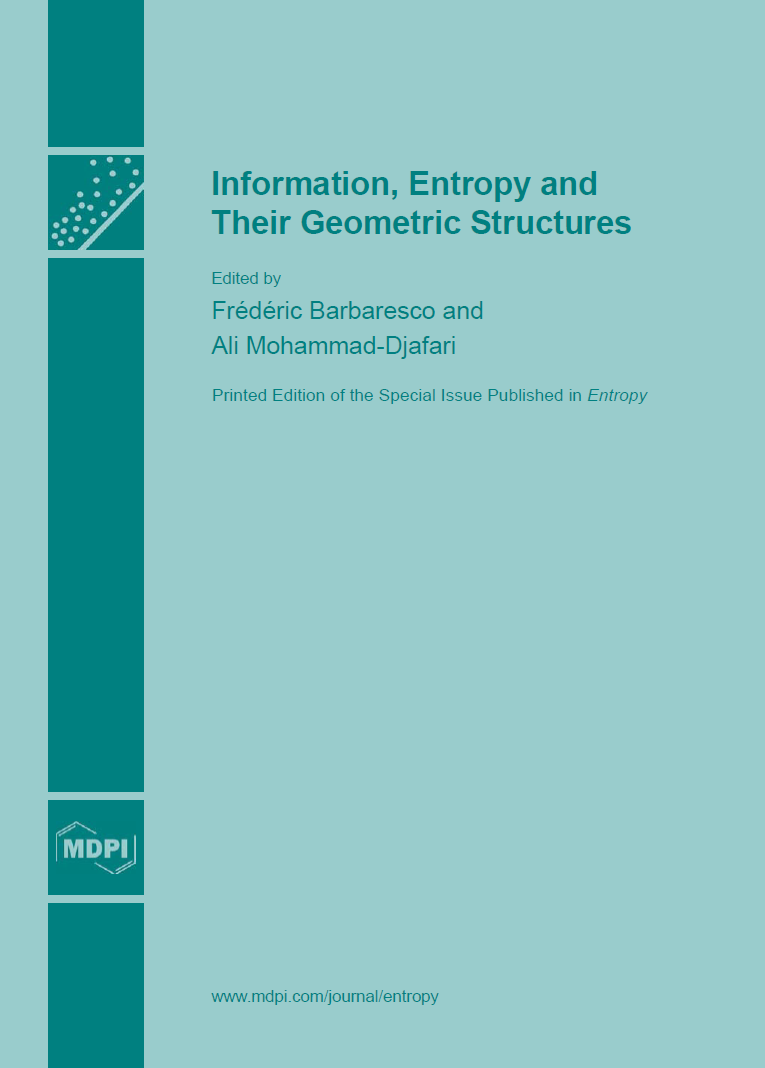 Information, Entropy and
Their Geometric Structures
Edited by
Frédéric Barbaresco and
Ali Mohammad-Djafari
Printed Edition of the Special Issue Published in Entropy
MDPI
www.mdpi.com/journal/entropy